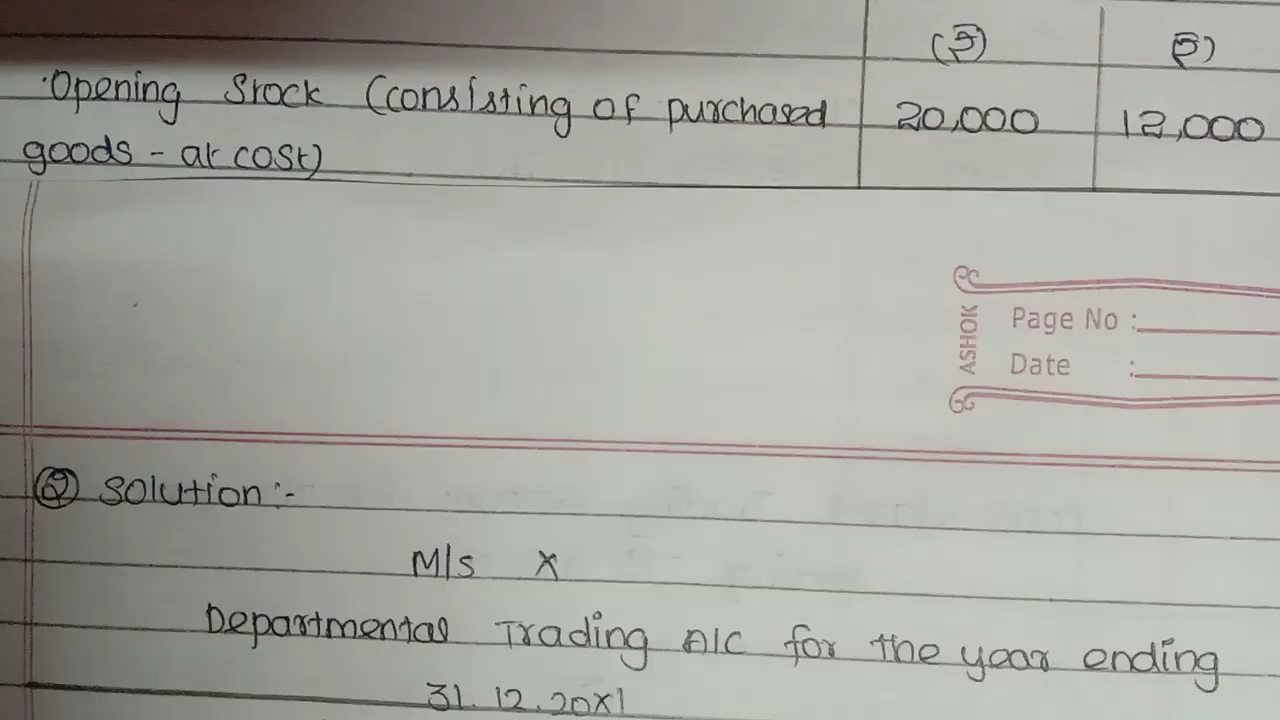 (₹) ₹)
Opening Stock (consisting of purchased 20,000 12,000
goods - at cost)
ASHOK
Page No :
Date :
Q Solution :-
M/s X
Departmental Trading A/C for the year ending
31.12.20X1